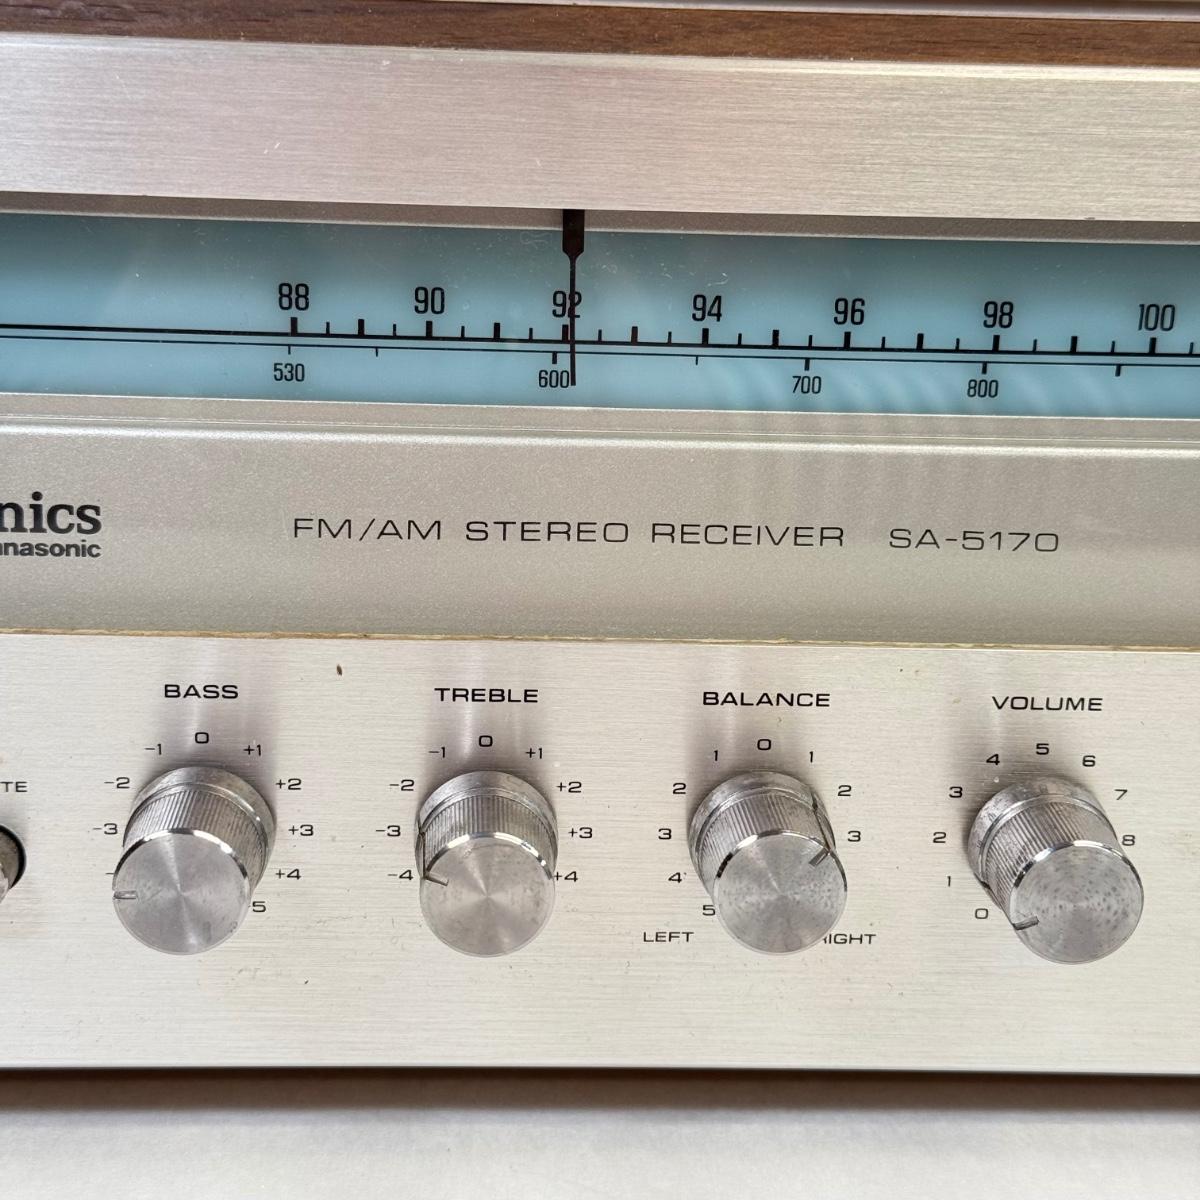 88 90 92 94 96 98 100
530 600 700 800
nics
nasonic
FM/AM STEREO RECEIVER SA-5170
BASS TREBLE BALANCE VOLUME
-1 0 +1 -1 0 +1 1 0 1 4 5 6
TE -2 +2 -2 +2 2 2 3 7
-3 +3 -3 +3 3 3 2 8
+4 -4 +4 4 1
5 5 0
LEFT IGHT